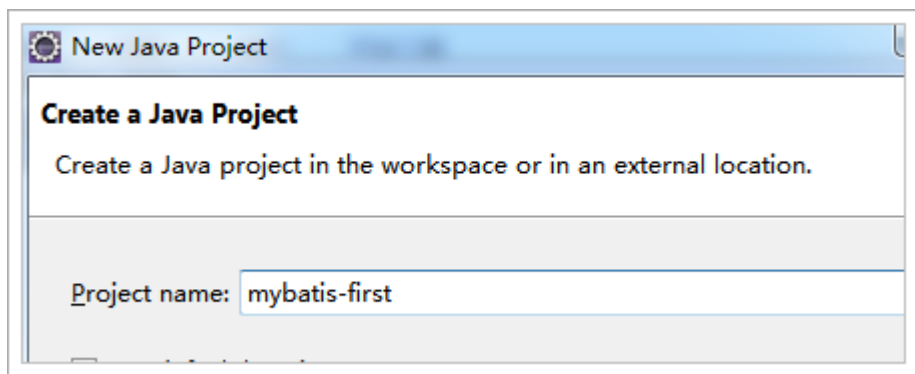 New Java Project
Create a Java Project
Create a Java project in the workspace or in an external location.
Project name: mybatis-first